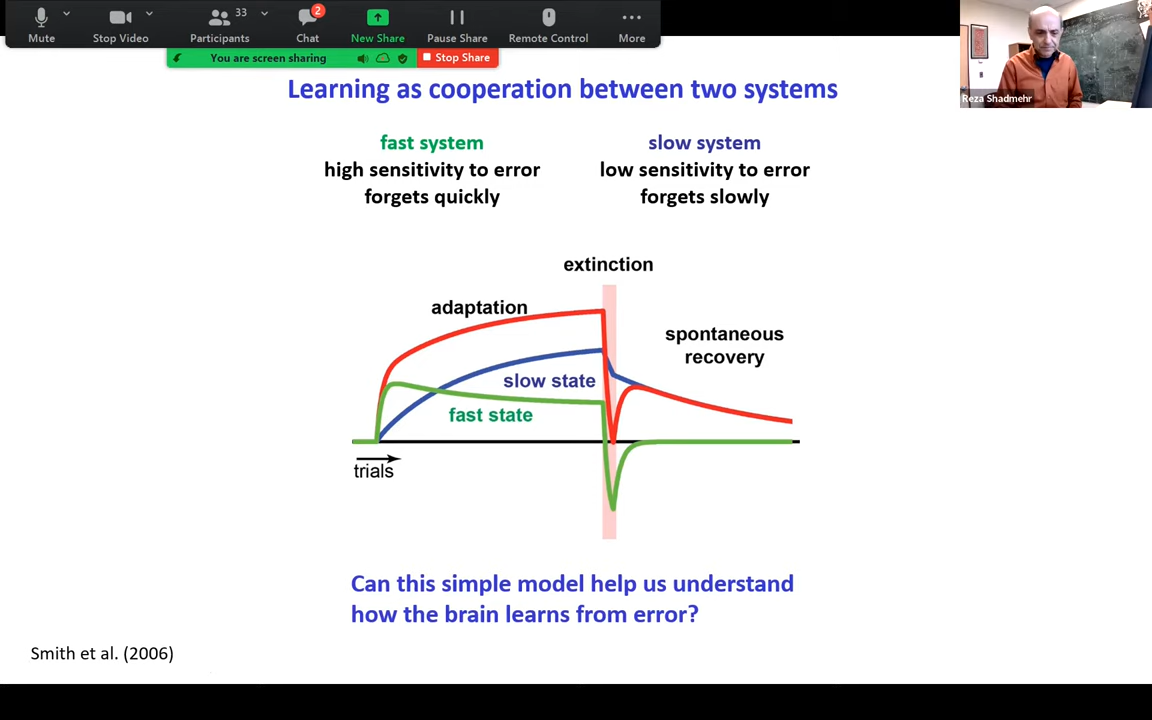 33
2
Mute
Stop Video
Participants
Chat
New Share
Pause Share
Remote Control
More
You are screen sharing
Stop Share
Reza Shadmehr
Learning as cooperation between two systems
fast system
high sensitivity to error
forgets quickly
slow system
low sensitivity to error
forgets slowly
extinction
adaptation
spontaneous
recovery
slow state
fast state
trials
Can this simple model help us understand
how the brain learns from error?
Smith et al. (2006)